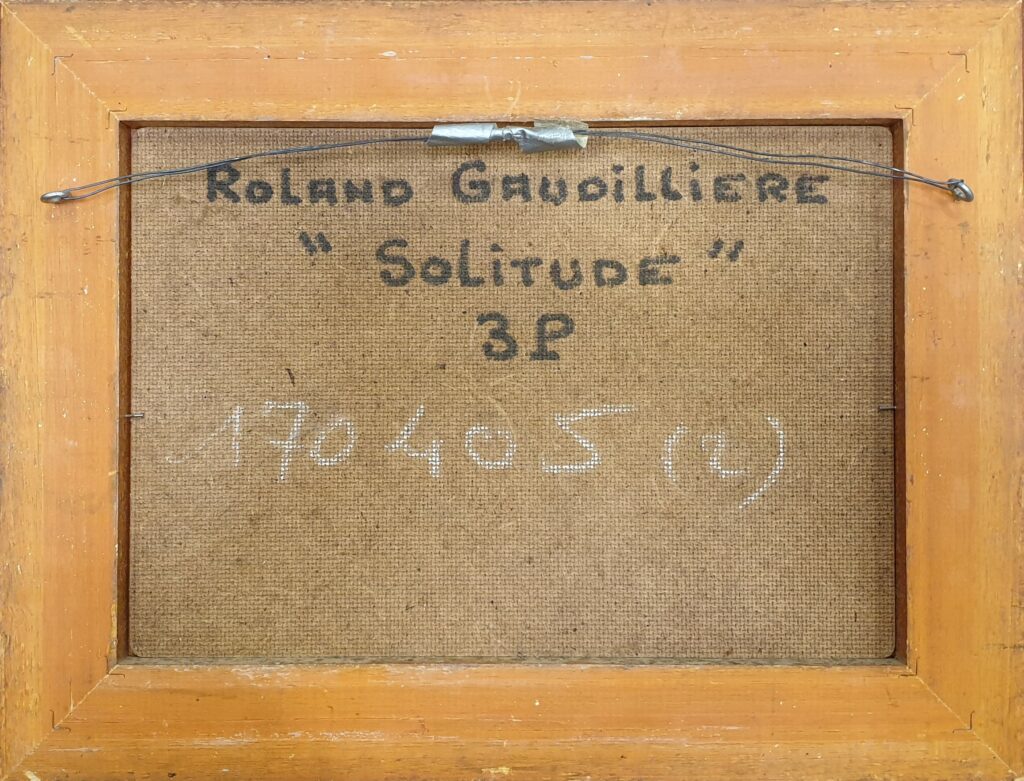 ROLAND GAUDILLIERE
" SOLITUDE "
3P
170405 (2)